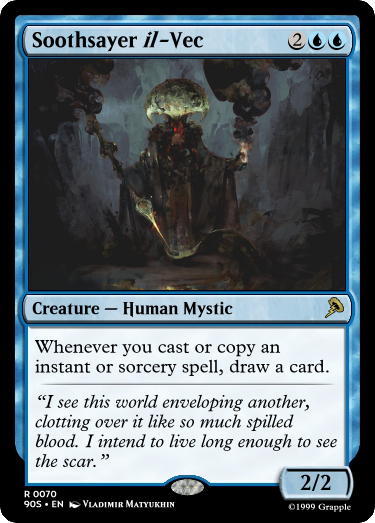 Soothsayer il-Vec 2
Creature — Human Mystic
Whenever you cast or copy an
instant or sorcery spell, draw a card.
“I see this world enveloping another,
clotting over it like so much spilled
blood. I intend to live long enough to see
the scar.”
2/2
R 0070
90S • EN Vladimir Matyukhin
©1999 Grapple